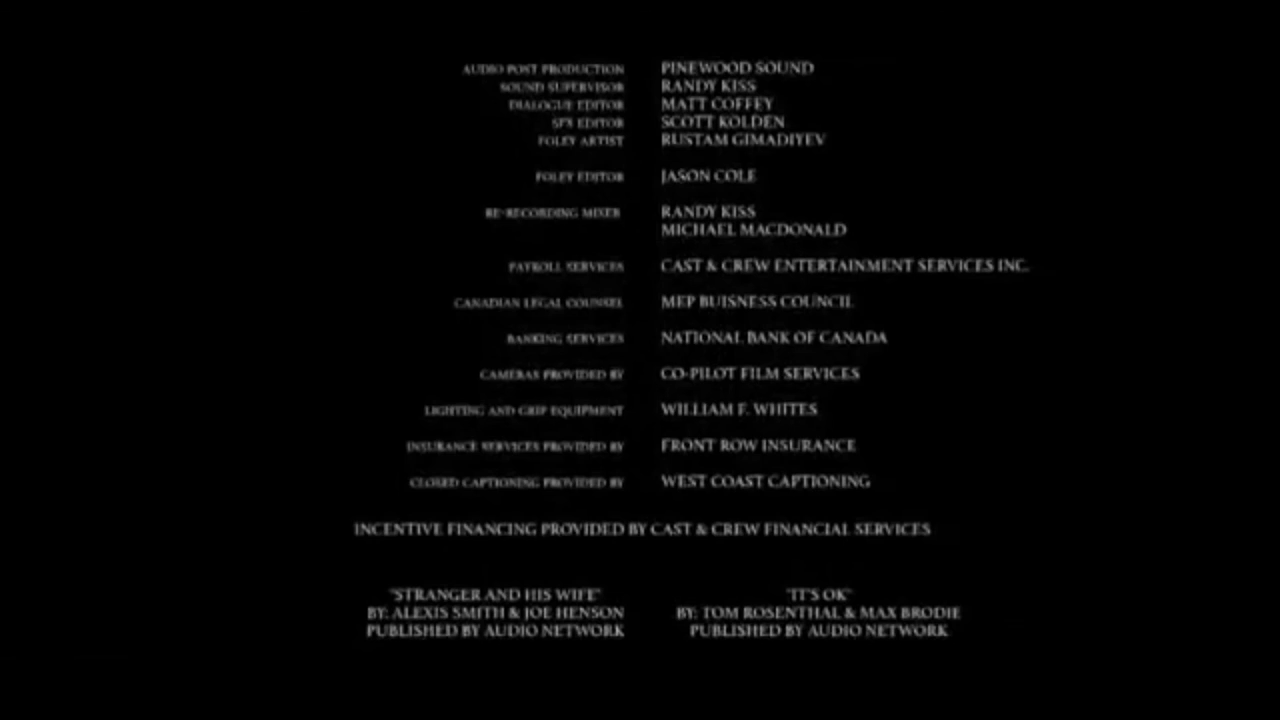 AUDIO POST PRODUCTION PINEWOOD SOUND
SOUND SUPERVISOR RANDY KISS
DIALOGUE EDITOR MATT COFFEY
SFX EDITOR SCOTT KOLDEN
FOLEY ARTIST RUSTAM GIMADIYEV
FOLEY EDITOR JASON COLE
RE-RECORDING MIXER RANDY KISS
MICHAEL MACDONALD
PAYROLL SERVICES CAST & CREW ENTERTAINMENT SERVICES INC.
CANADIAN LEGAL COUNSEL MEP BUISNESS COUNCIL
BANKING SERVICES NATIONAL BANK OF CANADA
CAMERAS PROVIDED BY CO-PILOT FILM SERVICES
LIGHTING AND GRIP EQUIPMENT WILLIAM F. WHITES
INSURANCE SERVICES PROVIDED BY FRONT ROW INSURANCE
CLOSED CAPTIONING PROVIDED BY WEST COAST CAPTIONING
INCENTIVE FINANCING PROVIDED BY CAST & CREW FINANCIAL SERVICES
"STRANGER AND HIS WIFE"
BY: ALEXIS SMITH & JOE HENSON
PUBLISHED BY AUDIO NETWORK
"IT'S OK"
BY: TOM ROSENTHAL & MAX BRODIE
PUBLISHED BY AUDIO NETWORK